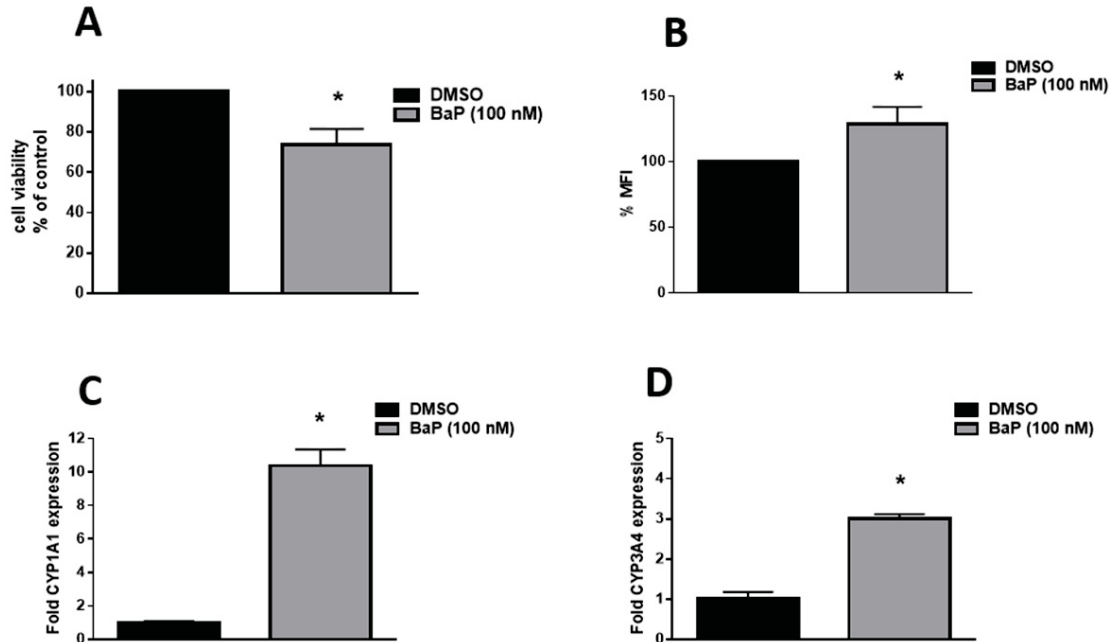 A
cell viability
% of control
100
80
60
40
20
0
*
DMSO
BaP (100 nM)
B
% MFI
150
100
50
0
*
DMSO
BaP (100 nM)
C
Fold CYP1A1 expression
12
10
8
6
4
2
0
*
DMSO
BaP (100 nM)
D
Fold CYP3A4 expression
5
4
3
2
1
0
*
DMSO
BaP (100 nM)